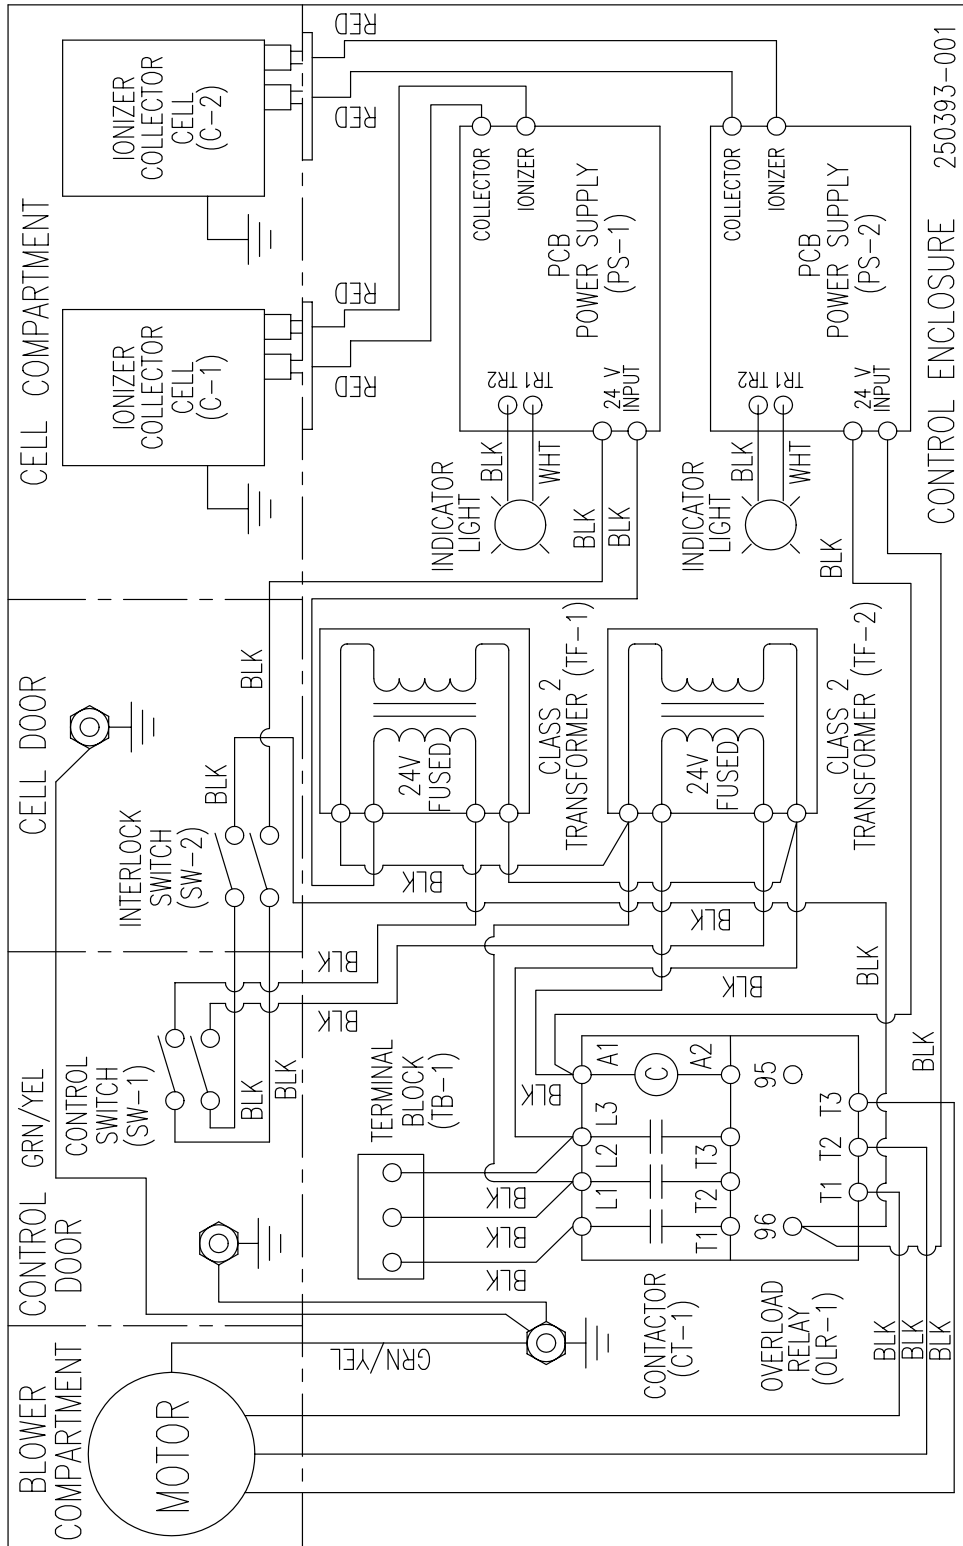 BLOWER
COMPARTMENT
MOTOR
CONTROL
DOOR
GRN/YEL
CONTROL
SWITCH
(SW-1)
BLK
BLK
CELL DOOR
INTERLOCK
SWITCH
(SW-2)
BLK
BLK
CELL COMPARTMENT
IONIZER
COLLECTOR
CELL
(C-1)
IONIZER
COLLECTOR
CELL
(C-2)
RED
RED
RED
RED
GRN/YEL
TERMINAL
BLOCK
(TB-1)
BLK
BLK
BLK
BLK
BLK
BLK
BLK
BLK
BLK
24V
FUSED
CLASS 2
TRANSFORMER (TF-1)
24V
FUSED
CLASS 2
TRANSFORMER (TF-2)
INDICATOR
LIGHT
BLK
WHT
BLK
BLK
TR1 TR2
24 V
INPUT
COLLECTOR
IONIZER
PCB
POWER SUPPLY
(PS-1)
INDICATOR
LIGHT
BLK
WHT
BLK
TR1 TR2
24 V
INPUT
COLLECTOR
IONIZER
PCB
POWER SUPPLY
(PS-2)
CONTACTOR
(CT-1)
L1
L2
L3
A1
C
T1
T2
T3
A2
OVERLOAD
RELAY
(OLR-1)
96
95
T1
T2
T3
BLK
BLK
BLK
BLK
BLK
CONTROL ENCLOSURE
250393-001